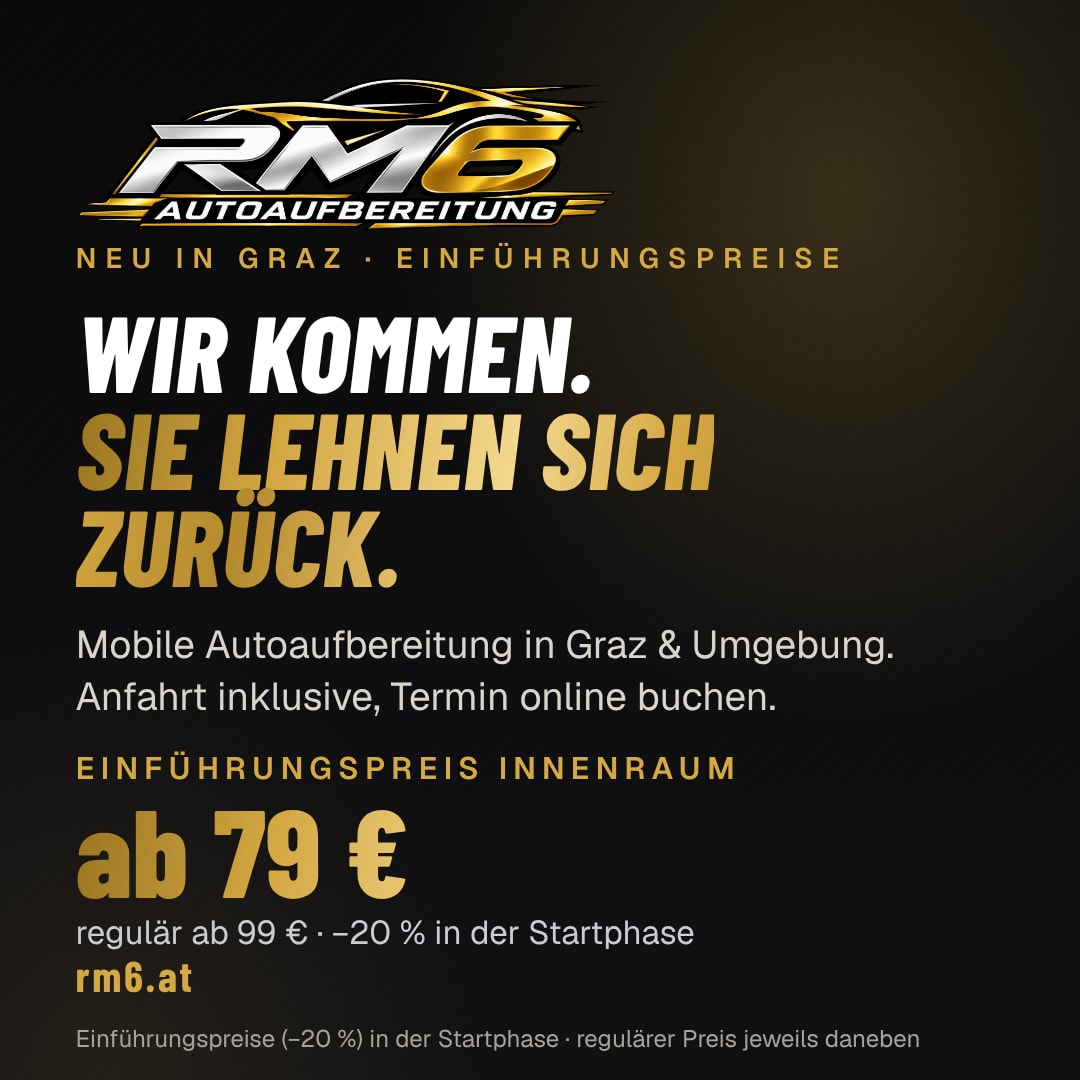 RM6
AUTOAUFBEREITUNG
NEU IN GRAZ · EINFÜHRUNGSPREISE
WIR KOMMEN.
SIE LEHNEN SICH
ZURÜCK.
Mobile Autoaufbereitung in Graz & Umgebung.
Anfahrt inklusive, Termin online buchen.
EINFÜHRUNGSPREIS INNENRAUM
ab 79 €
regulär ab 99 € · −20 % in der Startphase
rm6.at
Einführungspreise (−20 %) in der Startphase · regulärer Preis jeweils daneben